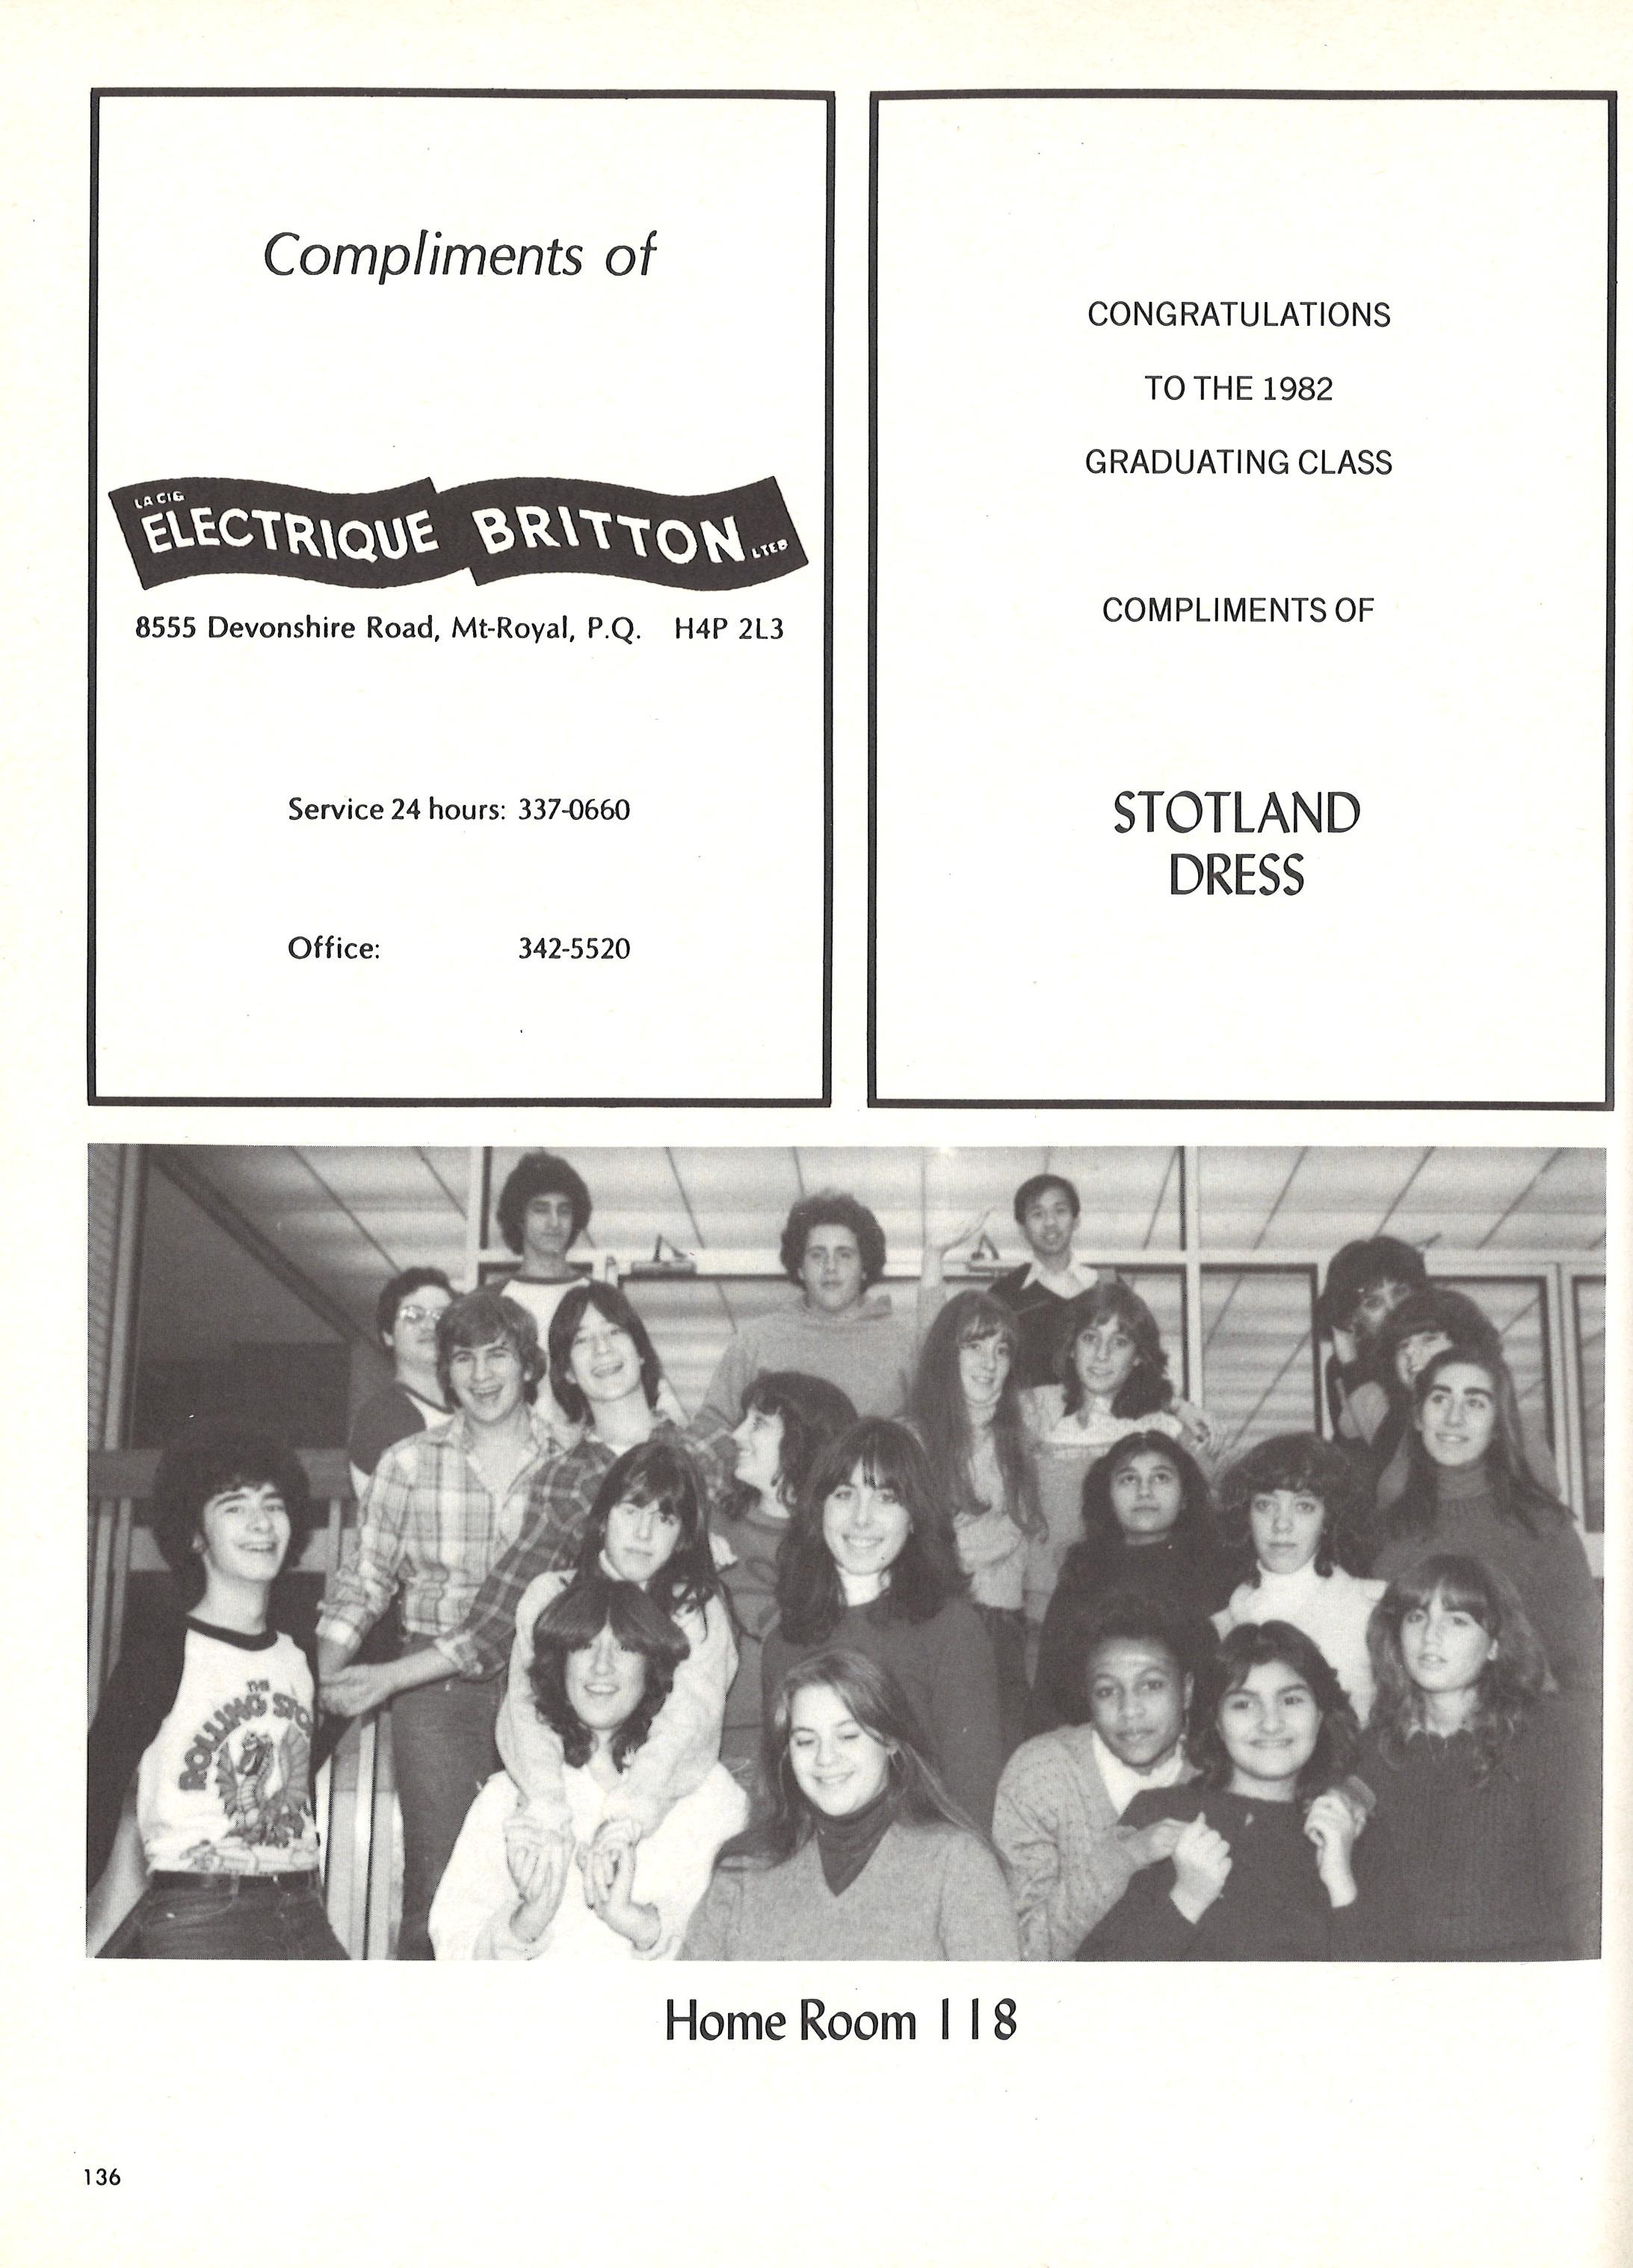 Compliments of
LA CIE
ELECTRIQUE BRITTON LTEE
8555 Devonshire Road, Mt-Royal, P.Q. H4P 2L3
Service 24 hours: 337-0660
Office: 342-5520
CONGRATULATIONS
TO THE 1982
GRADUATING CLASS
COMPLIMENTS OF
STOTLAND
DRESS
THE
ROLLING STO
Home Room 118
136